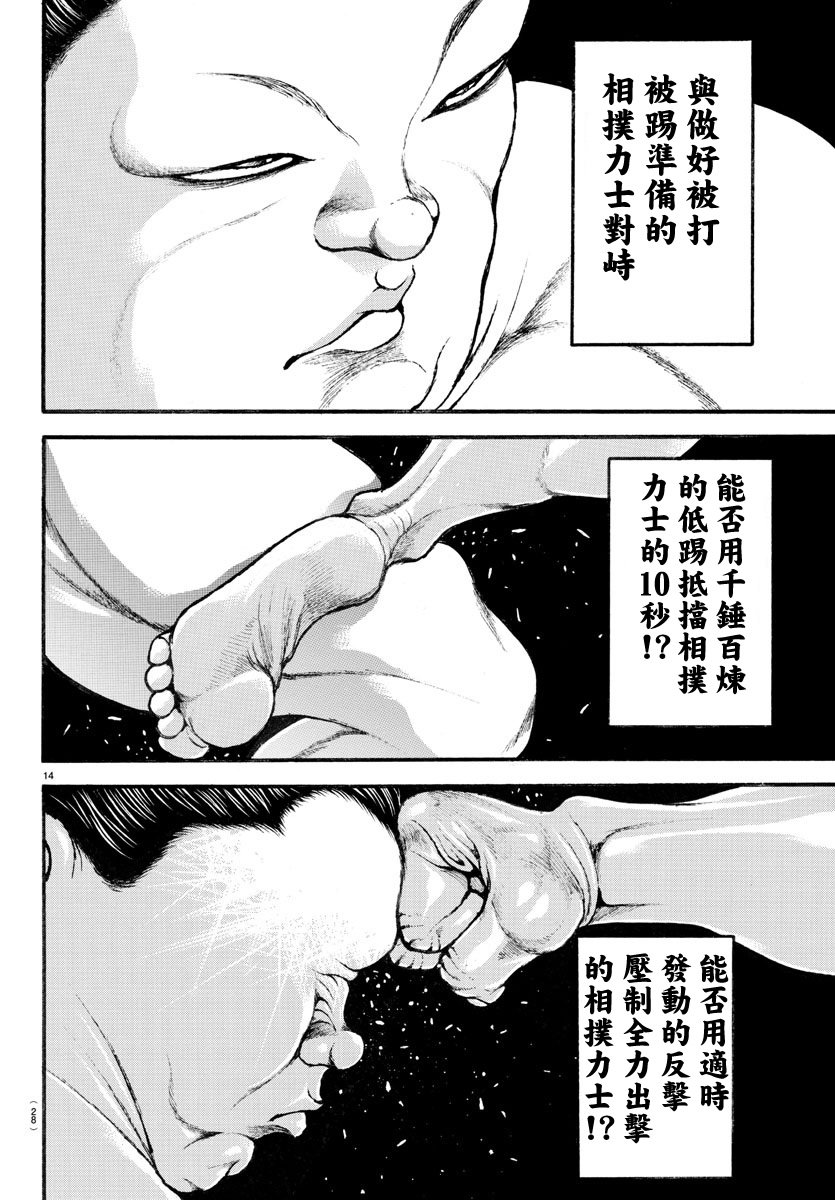 與做好被打
被踢準備的
相撲力士對峙
能否用千錘百煉
的低踢抵擋相撲
力士的10秒!?
14
能否用適時
發動的反擊
壓制全力出擊
的相撲力士!?
(28)